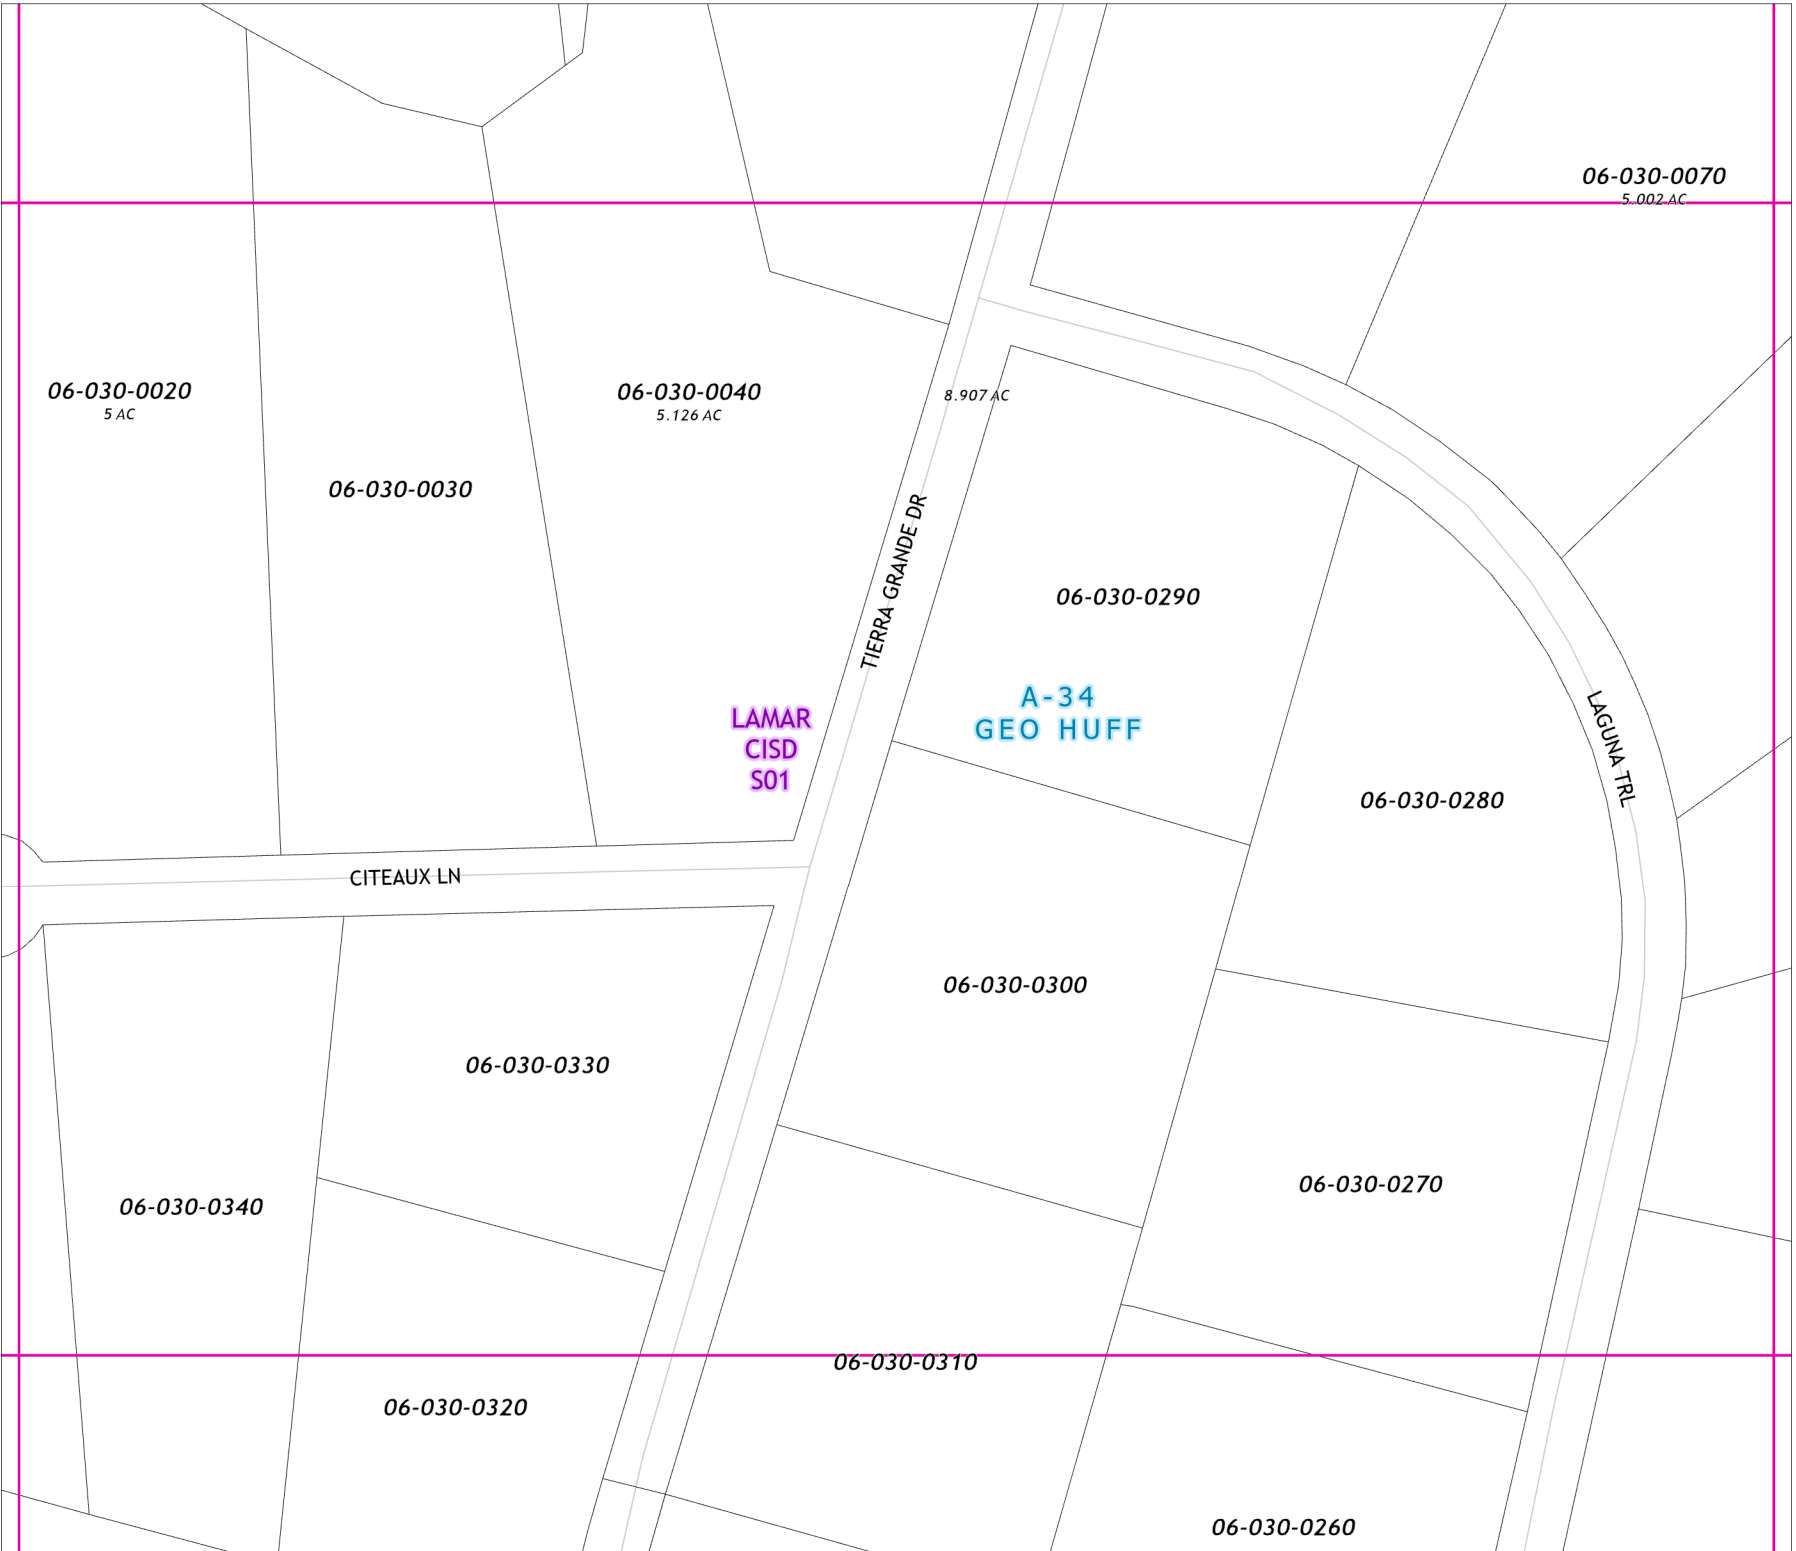 06-030-0070
5.002 AC
06-030-0020
5 AC
06-030-0040
5.126 AC
8.907 AC
06-030-0030
TIERRA GRANDE DR
06-030-0290
A-34
GEO HUFF
LAMAR
CISD
S01
LAGUNA TRL
06-030-0280
CITEAUX LN
06-030-0300
06-030-0330
06-030-0270
06-030-0340
06-030-0310
06-030-0320
06-030-0260